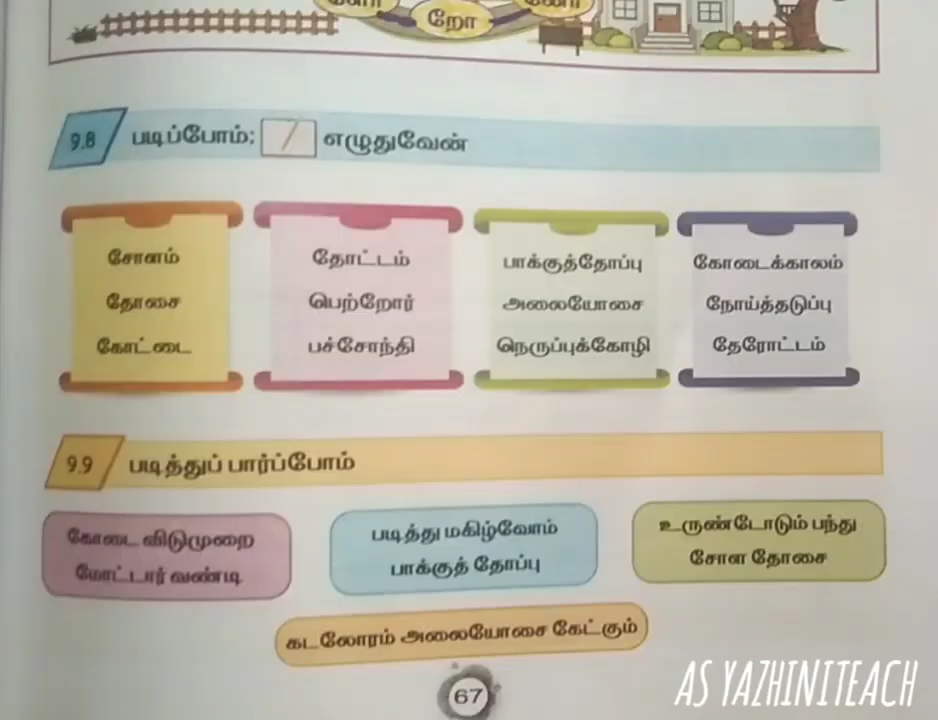 றோ
9.8 படிப்போம்; / எழுதுவேன்
சோளம்
தோசை
கோட்டை
தோட்டம்
பெற்றோர்
பச்சோந்தி
பாக்குத்தோப்பு
அலையோசை
நெருப்புக்கோழி
கோடைக்காலம்
நோய்த்தடுப்பு
தேரோட்டம்
9.9 படித்துப் பார்ப்போம்
கோடை விடுமுறை
மோட்டார் வண்டி
படித்து மகிழ்வோம்
பாக்குத் தோப்பு
உருண்டோடும் பந்து
சோள தோசை
கடலோரம் அலையோசை கேட்கும்
67
AS YAZHINITEACH